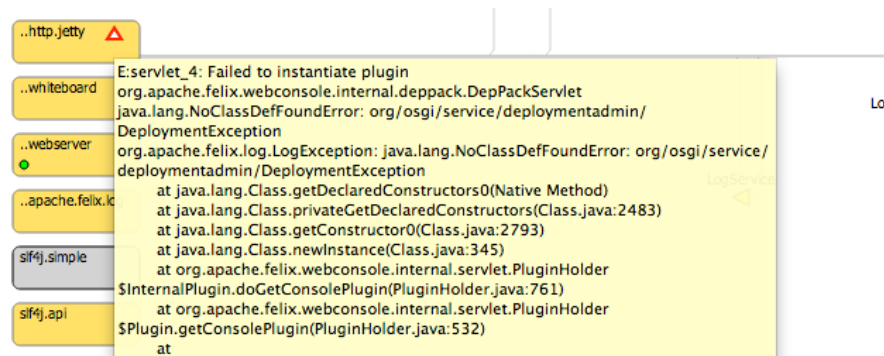 ..http.jetty
E:servlet_4: Failed to instantiate plugin
org.apache.felix.webconsole.internal.deppack.DepPackServlet
..whiteboard
java.lang.NoClassDefFoundError: org/osgi/service/deploymentadmin/
Lo
DeploymentException
..webserver
org.apache.felix.log.LogException: java.lang.NoClassDefFoundError: org/osgi/service/
deploymentadmin/DeploymentException
LogService
at java.lang.Class.getDeclaredConstructors0(Native Method)
..apache.felix.lo
at java.lang.Class.privateGetDeclaredConstructors(Class.java:2483)
at java.lang.Class.getConstructor0(Class.java:2793)
at java.lang.Class.newInstance(Class.java:345)
slf4j.simple
at org.apache.felix.webconsole.internal.servlet.PluginHolder
$InternalPlugin.doGetConsolePlugin(PluginHolder.java:761)
at org.apache.felix.webconsole.internal.servlet.PluginHolder
slf4j.api
$Plugin.getConsolePlugin(PluginHolder.java:532)
at